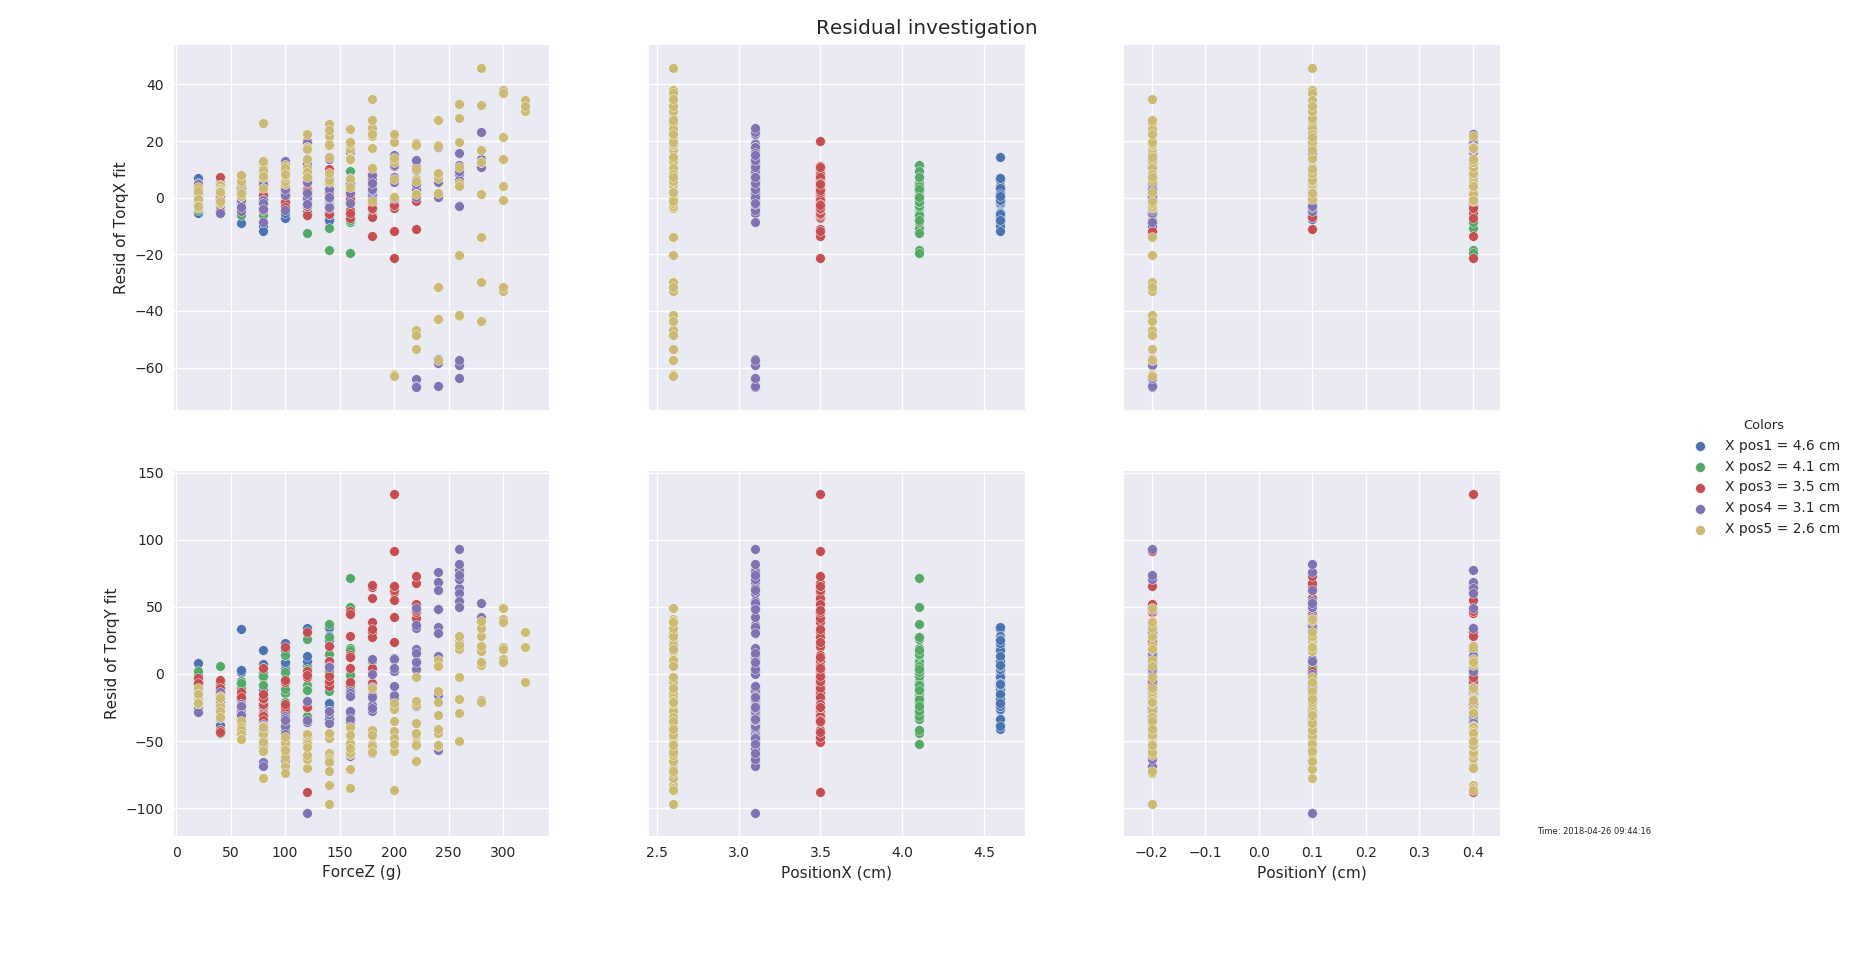 Residual investigation
40
20
0
−20
−40
−60
Resid of TorqX fit
Colors
X pos1 = 4.6 cm
X pos2 = 4.1 cm
X pos3 = 3.5 cm
X pos4 = 3.1 cm
X pos5 = 2.6 cm
150
100
50
0
−50
−100
Resid of TorqY fit
0 50 100 150 200 250 300
ForceZ (g)
2.5 3.0 3.5 4.0 4.5
PositionX (cm)
−0.2 −0.1 0.0 0.1 0.2 0.3 0.4
PositionY (cm)
Time: 2018-04-26 09:44:16